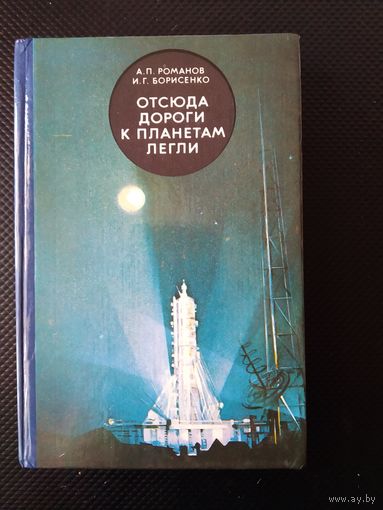 А.П. РОМАНОВ
И.Г. БОРИСЕНКО
ОТСЮДА
ДОРОГИ
К ПЛАНЕТАМ
ЛЕГЛИ
www.ay.by